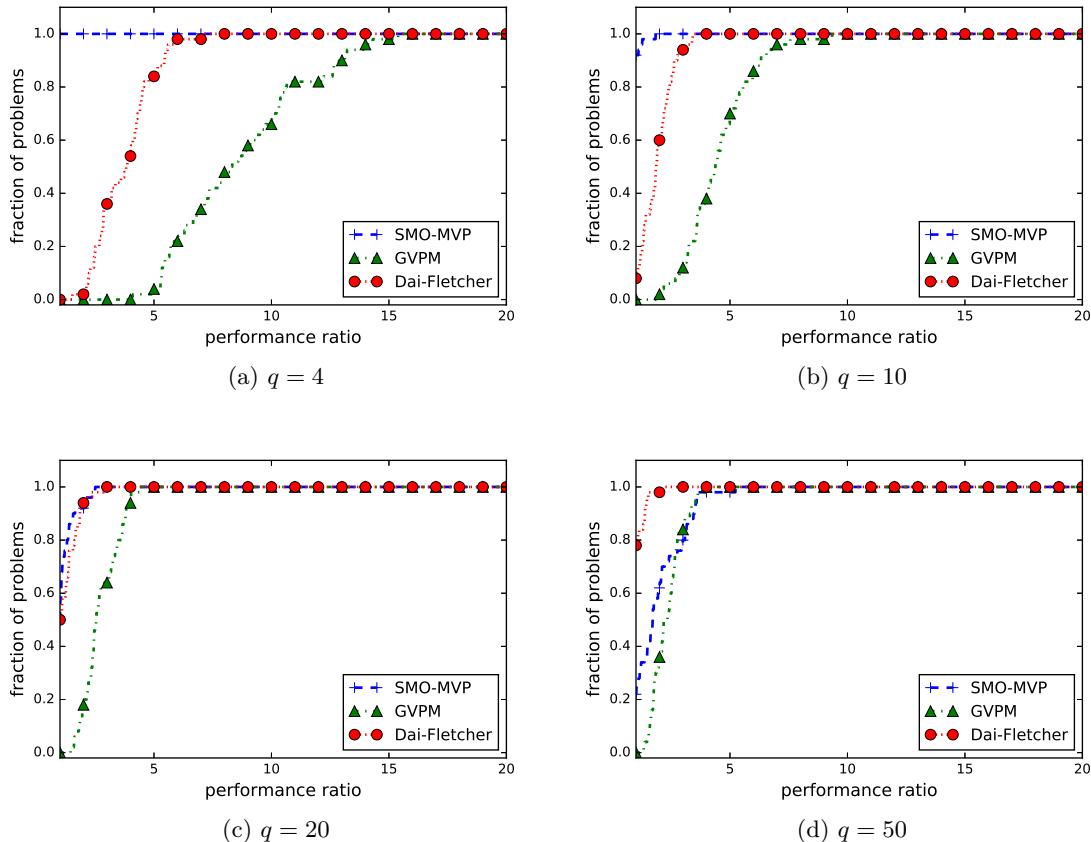 1.0
0.8
0.6
0.4
0.2
0.0
fraction of problems
5 10 15 20
performance ratio
SMO-MVP
GVPM
Dai-Fletcher
(a) q = 4
1.0
0.8
0.6
0.4
0.2
0.0
fraction of problems
5 10 15 20
performance ratio
SMO-MVP
GVPM
Dai-Fletcher
(b) q = 10
1.0
0.8
0.6
0.4
0.2
0.0
fraction of problems
5 10 15 20
performance ratio
SMO-MVP
GVPM
Dai-Fletcher
(c) q = 20
1.0
0.8
0.6
0.4
0.2
0.0
fraction of problems
5 10 15 20
performance ratio
SMO-MVP
GVPM
Dai-Fletcher
(d) q = 50